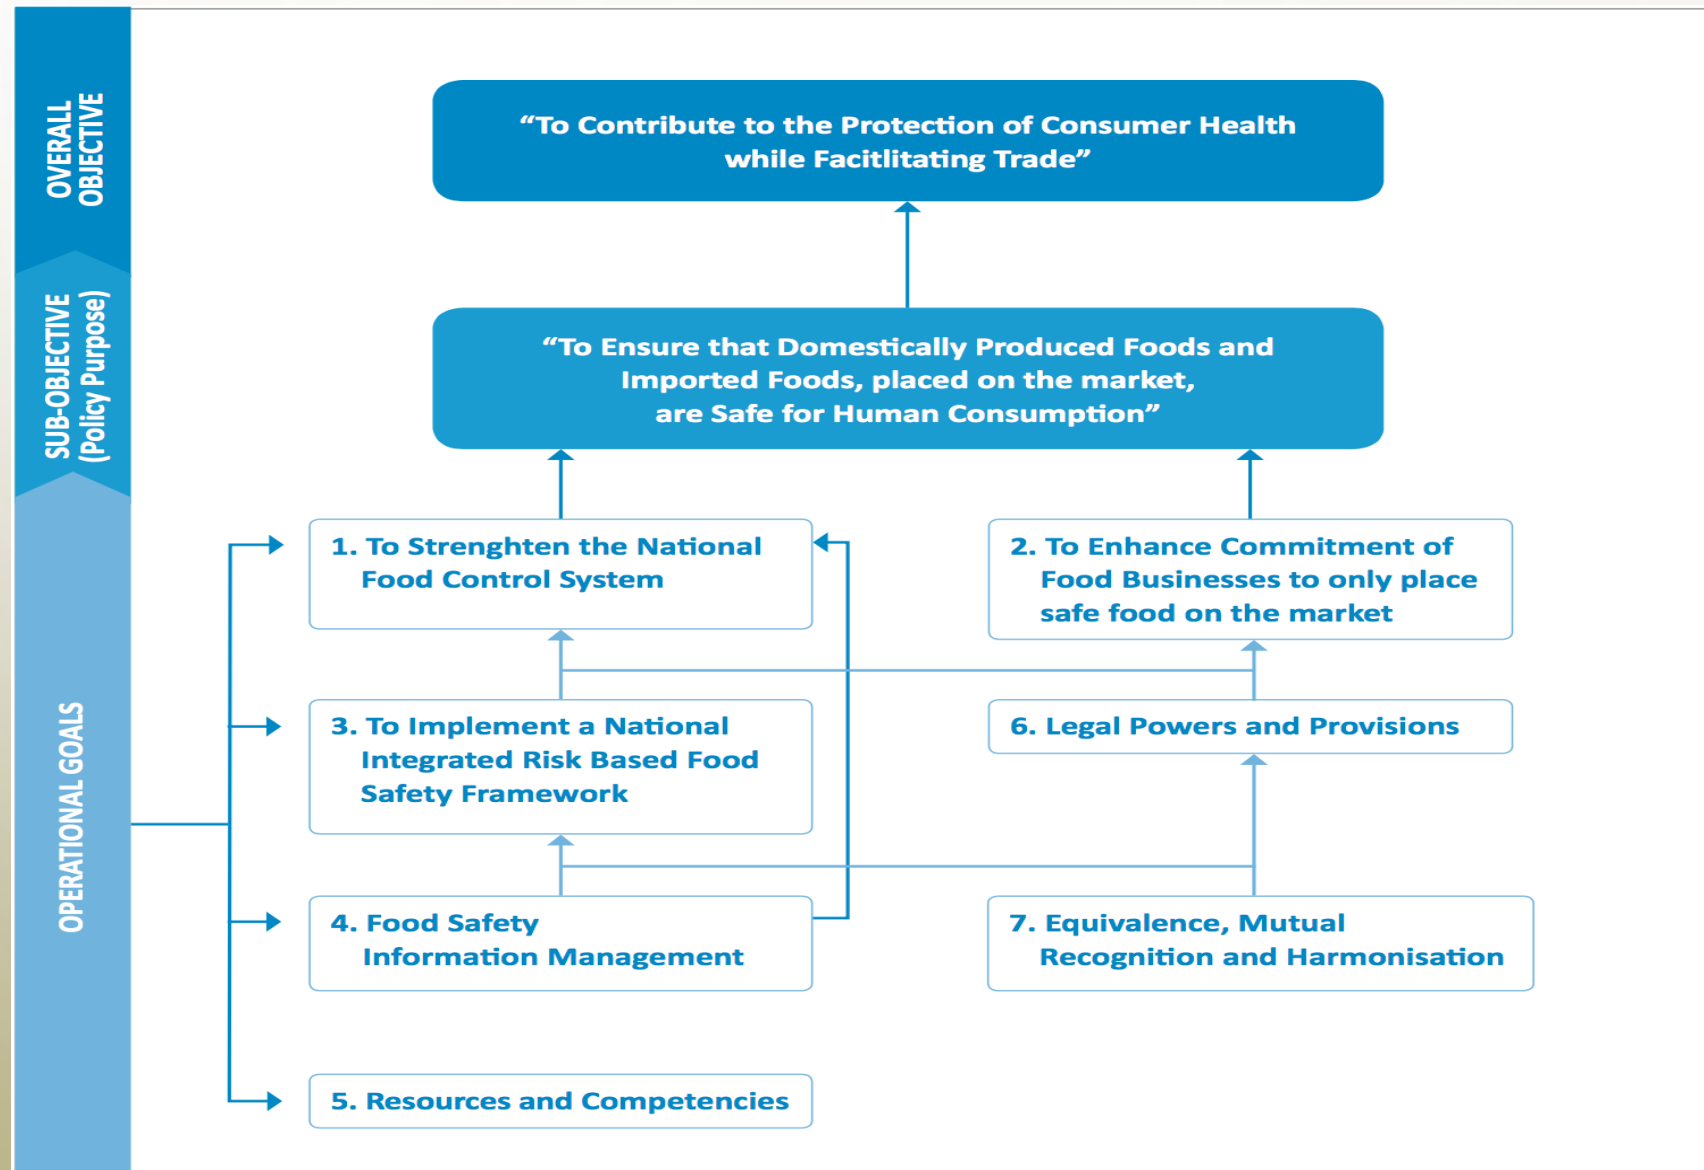 OVERALL
OBJECTIVE
“To Contribute to the Protection of Consumer Health
while Facitlitating Trade”
SUB-OBJECTIVE
(Policy Purpose)
“To Ensure that Domestically Produced Foods and
Imported Foods, placed on the market,
are Safe for Human Consumption”
OPERATIONAL GOALS
1. To Strenghten the National
Food Control System
2. To Enhance Commitment of
Food Businesses to only place
safe food on the market
3. To Implement a National
Integrated Risk Based Food
Safety Framework
6. Legal Powers and Provisions
4. Food Safety
Information Management
7. Equivalence, Mutual
Recognition and Harmonisation
5. Resources and Competencies